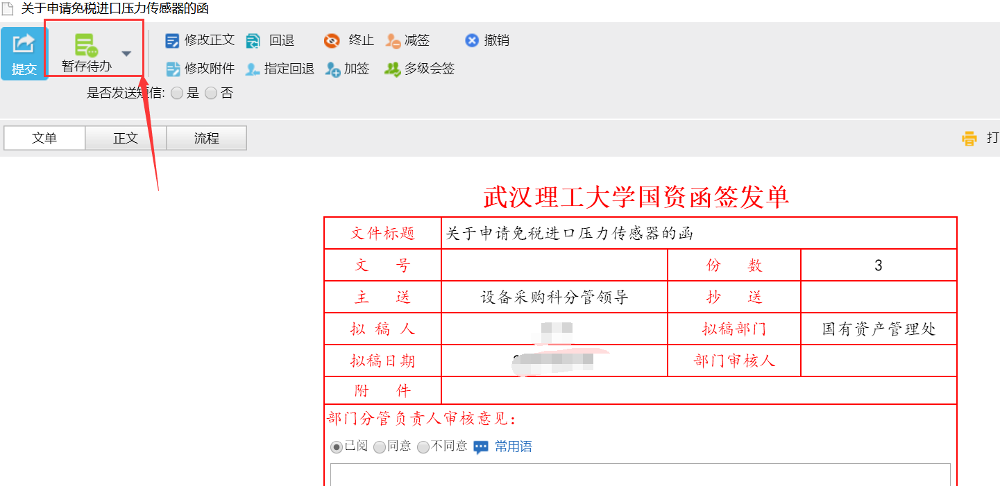 关于申请免税进口压力传感器的函
提交 暂存待办 修改正文 回退 终止 减签 撤销
修改附件 指定回退 加签 多级会签
是否发送短信: 是 否
文单 正文 流程 打
武汉理工大学国资函签发单
文件标题 关于申请免税进口压力传感器的函
文 号 份 数 3
主 送 设备采购科分管领导 抄 送
拟 稿 人 拟稿部门 国有资产管理处
拟稿日期 部门审核人
附 件
部门分管负责人审核意见:
已阅 同意 不同意 常用语